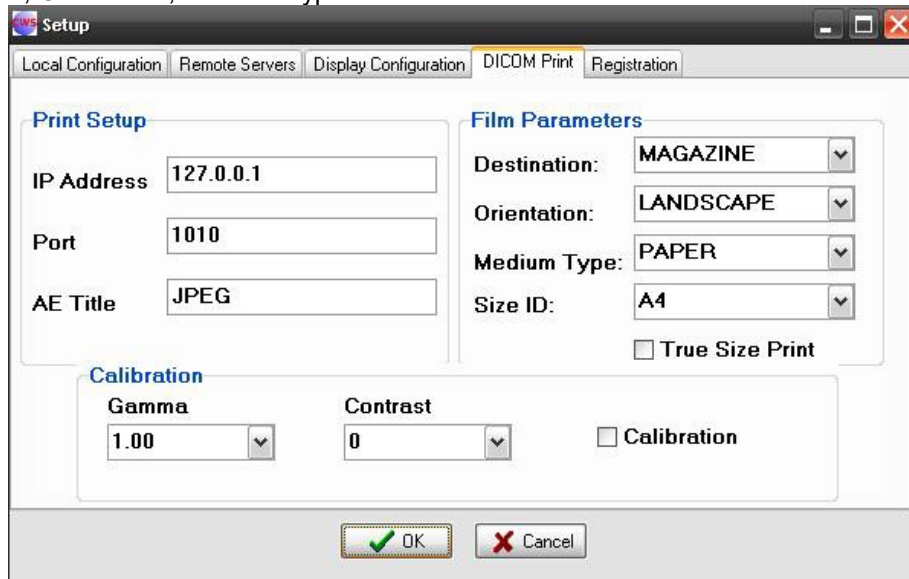 CWS Setup
Local Configuration Remote Servers Display Configuration DICOM Print Registration
Print Setup
IP Address 127.0.0.1
Port 1010
AE Title JPEG
Film Parameters
Destination: MAGAZINE
Orientation: LANDSCAPE
Medium Type: PAPER
Size ID: A4
True Size Print
Calibration
Gamma Contrast
1.00 0 Calibration
OK Cancel